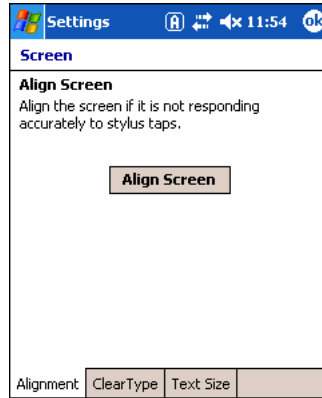 Settings A 11:54 ok
Screen
Align Screen
Align the screen if it is not responding
accurately to stylus taps.
Align Screen
Alignment ClearType Text Size